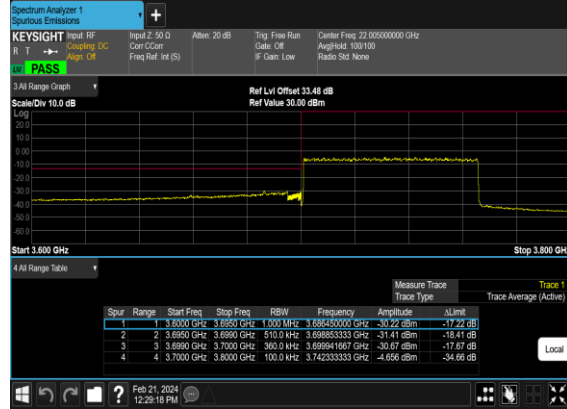 Spectrum Analyzer 1
Spurious Emissions
+
KEYSIGHT Input: RF Input Z: 50 Ω Atten: 20 dB Trig: Free Run Center Freq: 22.005000000 GHz
R T Coupling: DC Corr CCorr Gate: Off Avg|Hold: 100/100
Align: Off Freq Ref: Int (S) IF Gain: Low Radio Std: None
PASS
3 All Range Graph
Ref Lvl Offset 33.48 dB
Scale/Div 10.0 dB Ref Value 30.00 dBm
Log
20.0
10.0
0.00
-10.0
-20.0
-30.0
-40.0
-50.0
-60.0
Start 3.600 GHz Stop 3.800 GHz
4 All Range Table
Measure Trace Trace 1
Trace Type Trace Average (Active)
Spur Range Start Freq Stop Freq RBW Frequency Amplitude ΔLimit
1 1 3.6000 GHz 3.6950 GHz 1.000 MHz 3.686450000 GHz -30.22 dBm -17.22 dB
2 2 3.6950 GHz 3.6990 GHz 510.0 kHz 3.698853333 GHz -31.41 dBm -18.41 dB
3 3 3.6990 GHz 3.7000 GHz 360.0 kHz 3.699941667 GHz -30.67 dBm -17.67 dB
4 4 3.7000 GHz 3.8000 GHz 100.0 kHz 3.742333333 GHz -4.656 dBm -34.66 dB
Local
? Feb 21, 2024
12:29:18 PM